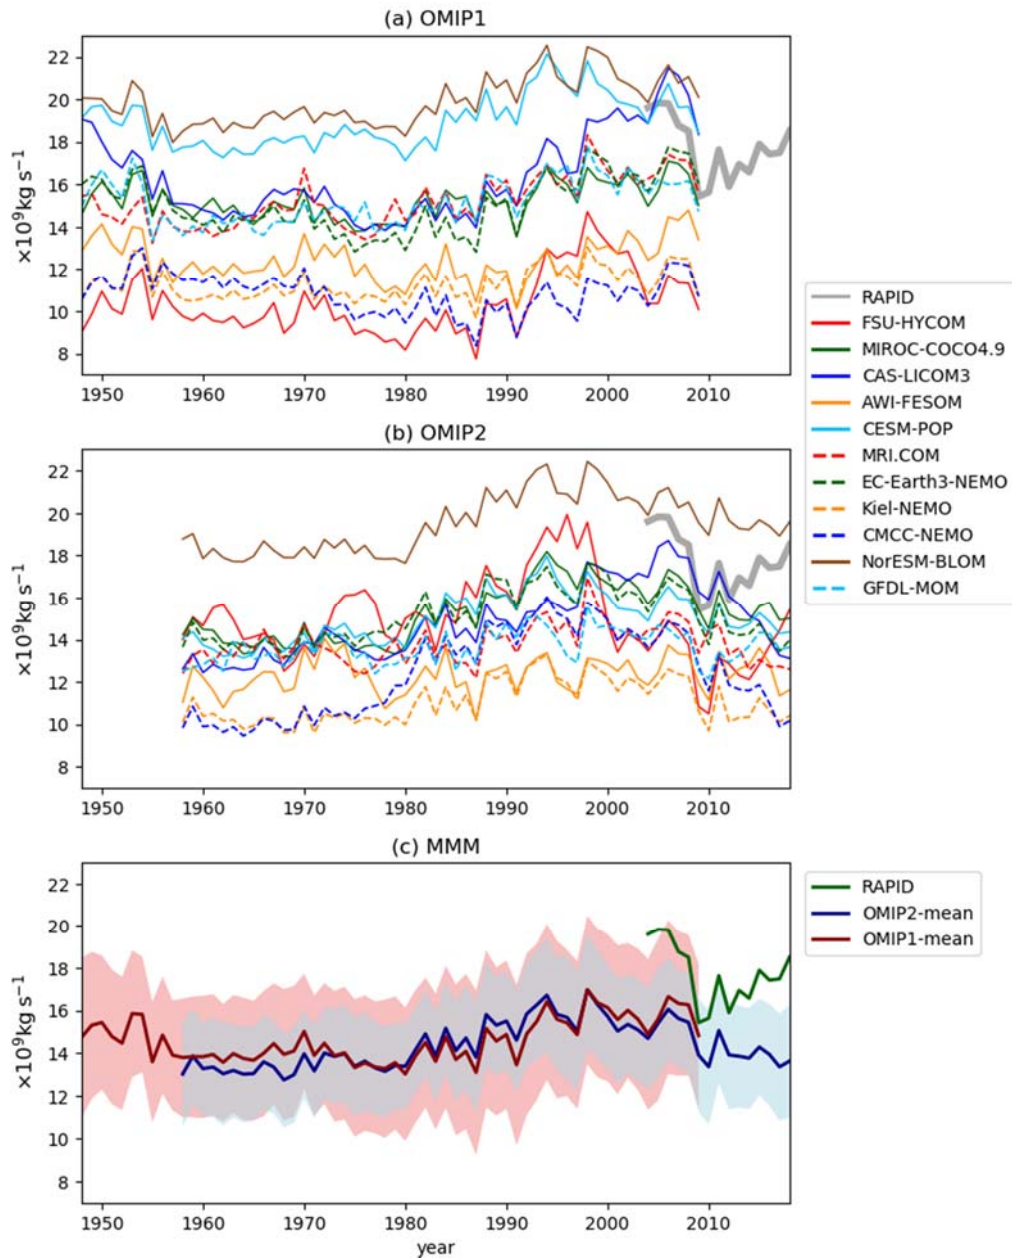 (a) OMIP1
22
20
18
16
14
12
10
8
×10⁹kg s⁻¹
1950 1960 1970 1980 1990 2000 2010
(b) OMIP2
22
20
18
16
14
12
10
8
×10⁹kg s⁻¹
1950 1960 1970 1980 1990 2000 2010
RAPID
FSU-HYCOM
MIROC-COCO4.9
CAS-LICOM3
AWI-FESOM
CESM-POP
MRI.COM
EC-Earth3-NEMO
Kiel-NEMO
CMCC-NEMO
NorESM-BLOM
GFDL-MOM
(c) MMM
22
20
18
16
14
12
10
8
×10⁹kg s⁻¹
1950 1960 1970 1980 1990 2000 2010
year
RAPID
OMIP2-mean
OMIP1-mean